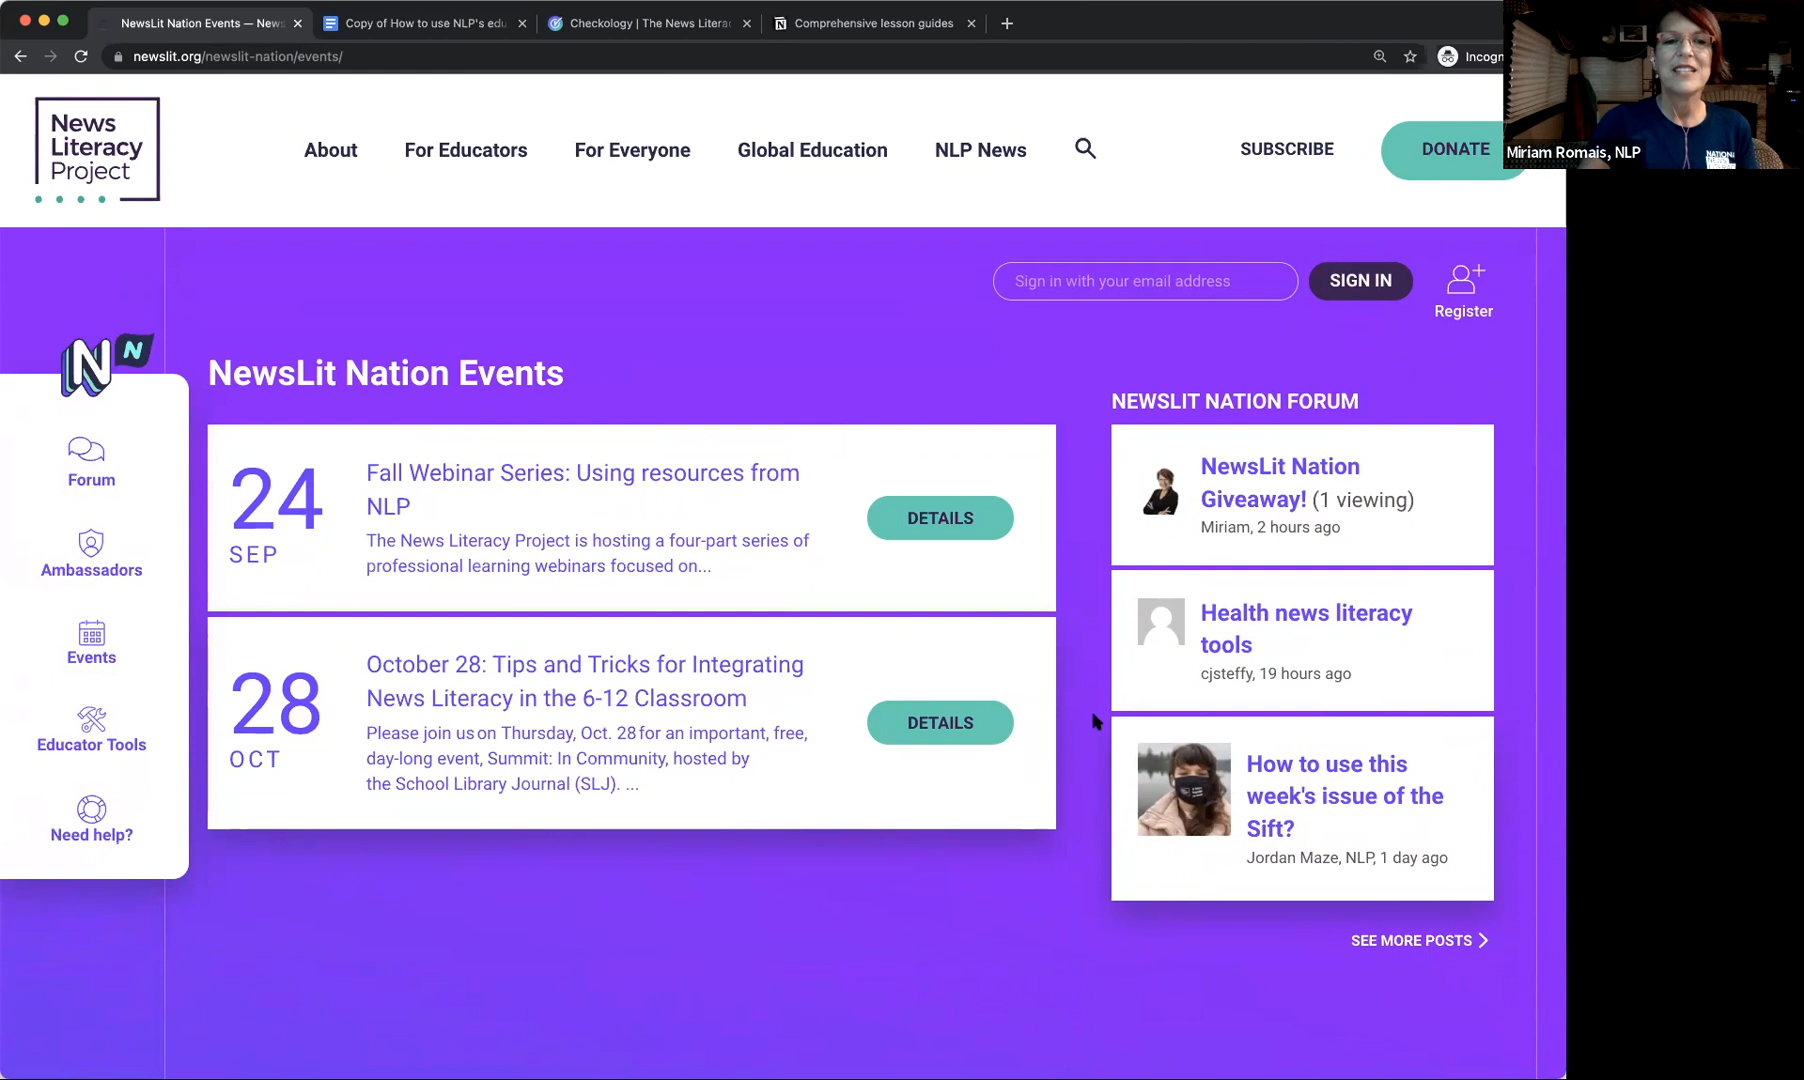 NewsLit Nation Events — News
Copy of How to use NLP's edu
Checkology | The News Litera
Comprehensive lesson guides
newslit.org/newslit-nation/events/
Incogn
Miriam Romais, NLP
News
Literacy
Project
About
For Educators
For Everyone
Global Education
NLP News
SUBSCRIBE
DONATE
Sign in with your email address
SIGN IN
Register
N N
Forum
Ambassadors
Events
Educator Tools
Need help?
NewsLit Nation Events
24
SEP
Fall Webinar Series: Using resources from
NLP
The News Literacy Project is hosting a four-part series of
professional learning webinars focused on...
DETAILS
28
OCT
October 28: Tips and Tricks for Integrating
News Literacy in the 6-12 Classroom
Please join us on Thursday, Oct. 28 for an important, free,
day-long event, Summit: In Community, hosted by
the School Library Journal (SLJ). ...
DETAILS
NEWSLIT NATION FORUM
NewsLit Nation
Giveaway! (1 viewing)
Miriam, 2 hours ago
Health news literacy
tools
cjsteffy, 19 hours ago
How to use this
week's issue of the
Sift?
Jordan Maze, NLP, 1 day ago
SEE MORE POSTS